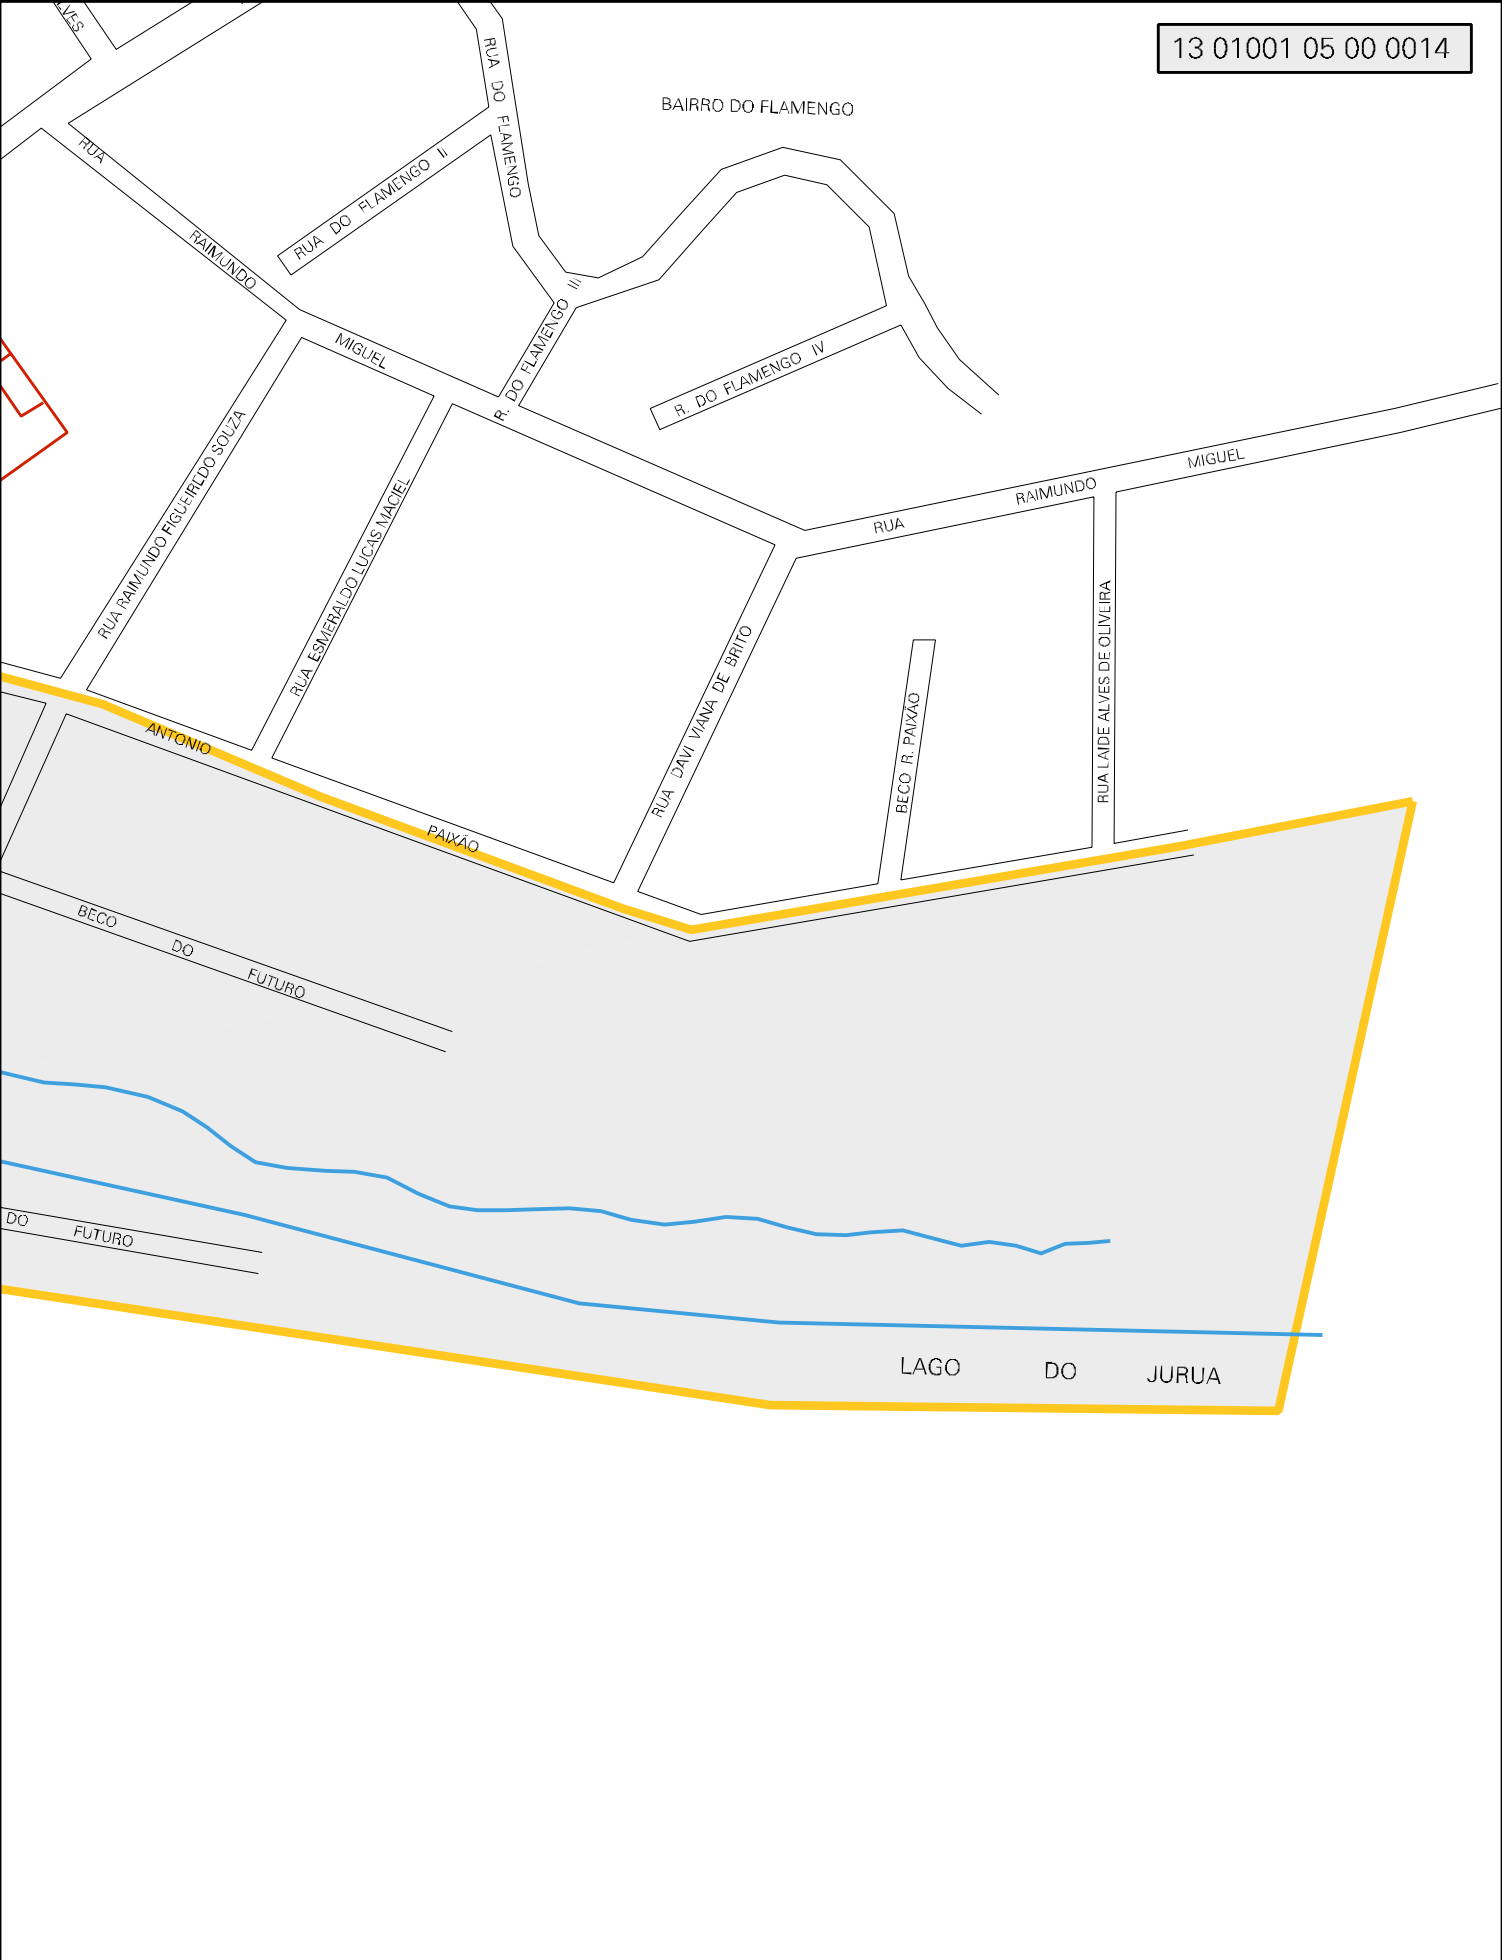 13 01001 05 00 0014
BAIRRO DO FLAMENGO
RUA DO FLAMENGO
RUA DO FLAMENGO II
RUA RAIMUNDO MIGUEL
R. DO FLAMENGO III
R. DO FLAMENGO IV
RUA RAIMUNDO MIGUEL
RUA RAIMUNDO FIGUEIREDO SOUZA
RUA ESMERALDO LUCAS MACIEL
RUA DAVI VIANA DE BRITO
BECO R. PAIXÃO
RUA LAIDE ALVES DE OLIVEIRA
ANTONIO PAIXÃO
BECO DO FUTURO
DO FUTURO
LAGO DO JURUA